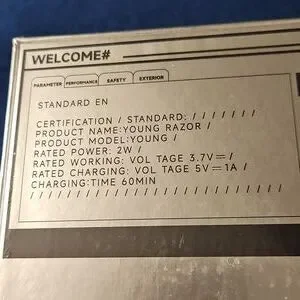 WELCOME#
PARAMETER PERFORMANCE SAFETY EXTERIOR
STANDARD EN
CERTIFICATION / STANDARD: / / / / / / /
PRODUCT NAME:YOUNG RAZOR /
PRODUCT MODEL:YOUNG /
RATED POWER: 2W /
RATED WORKING: VOL TAGE 3.7V⎓/
RATED CHARGING: VOL TAGE 5V⎓1A /
CHARGING:TIME 60MIN
/ / / / / / / / / / / / / / / / / / / / / / /